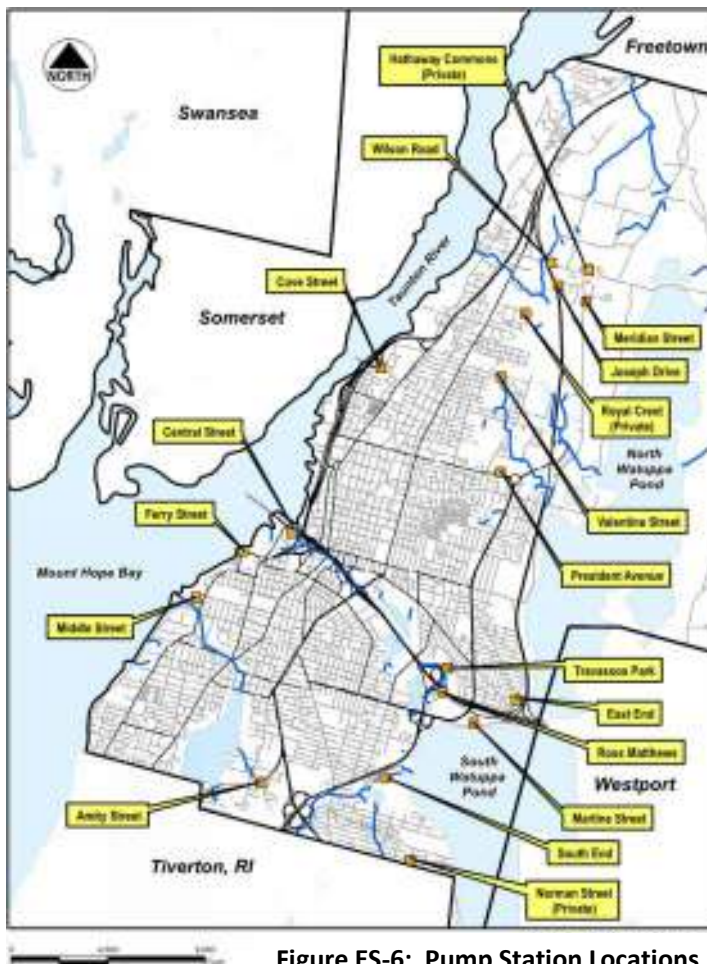 Freetown
Hathaway Commons
(Private)
NORTH
Swansea
Wilson Road
Taunton River
Cove Street
Somerset
Meridian Street
Joseph Drive
Royal Crest
(Private)
Central Street
North
Watuppa
Pond
Ferry Street
Valentine Street
Mount Hope Bay
President Avenue
Middle Street
Travassos Park
East End
Ross Matthews
South
Watuppa
Pond
Westport
Amity Street
Martine Street
South End
Tiverton, RI
Norman Street
(Private)
Figure ES-6: Pump Station Locations